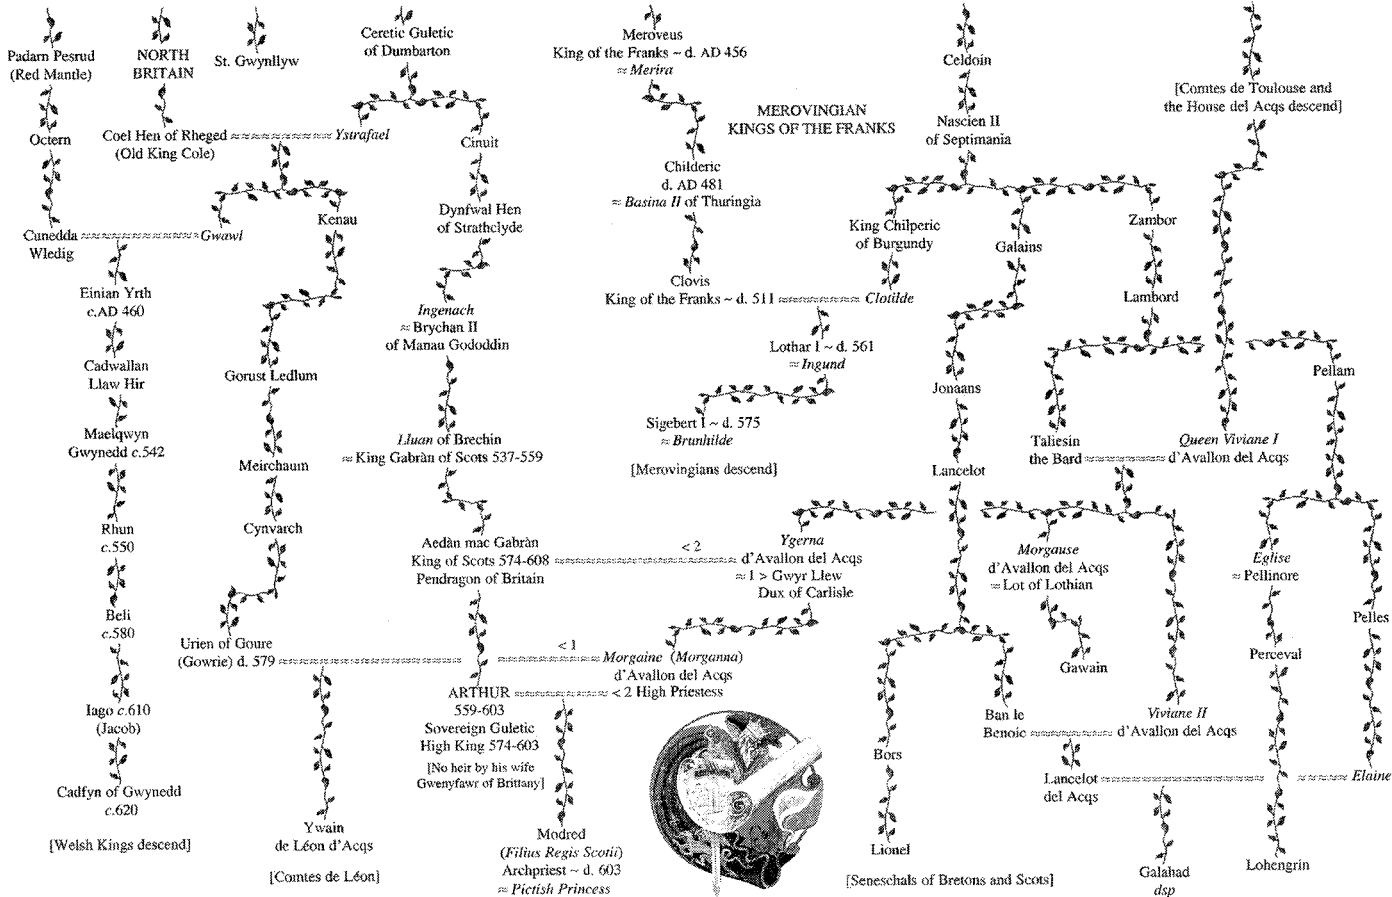 Padarn Pesrud
(Red Mantle)
NORTH
BRITAIN
St. Gwynllyw
Ceretic Guletic
of Dumbarton
Meroveus
King of the Franks ~ d. AD 456
≈ Merira
Celdoin
[Comtes de Toulouse and
the House del Acqs descend]
MEROVINGIAN
KINGS OF THE FRANKS
Octern
Coel Hen of Rheged ≈≈≈ Ystrafael
(Old King Cole)
Cinuit
Nascien II
of Septimania
Childeric
d. AD 481
≈ Basina II of Thuringia
Kenau
Dynfwal Hen
of Strathclyde
King Chilperic
of Burgundy
Galains
Zambor
Cunedda ≈≈≈ Gwawl
Wledig
Einian Yrth
c.AD 460
Clovis
King of the Franks ~ d. 511 ≈≈≈ Clotilde
Lambord
Ingenach
≈ Brychan II
of Manau Gododdin
Lothar I ~ d. 561
≈ Ingund
Cadwallan
Llaw Hir
Gorust Ledlum
Jonaans
Pellam
Sigebert I ~ d. 575
≈ Brunhilde
Maelqwyn
Gwynedd c.542
Lluan of Brechin
≈ King Gabràn of Scots 537-559
[Merovingians descend]
Meirchaum
Lancelot
Taliesin
the Bard ≈≈≈
Queen Viviane I
d'Avallon del Acqs
Rhun
c.550
Cynvarch
Aedàn mac Gabràn
King of Scots 574-608 ≈≈≈
Pendragon of Britain
< 2
Ygerna
d'Avallon del Acqs
≈ 1 > Gwyr Llew
Dux of Carlisle
Morgause
d'Avallon del Acqs
≈ Lot of Lothian
Eglise
≈ Pellinore
Beli
c.580
Pelles
Urien of Goure
(Gowrie) d. 579 ≈≈≈
< 1
Morgaine (Morganna)
d'Avallon del Acqs
< 2 High Priestess
Gawain
Perceval
Iago c.610
(Jacob)
ARTHUR ≈≈≈
559-603
Sovereign Guletic
High King 574-603
[No heir by his wife
Gwenyfawr of Brittany]
Ban le
Benoic ≈≈≈
Viviane II
d'Avallon del Acqs
Bors
Lancelot ≈≈≈ Elaine
del Acqs
Cadfyn of Gwynedd
c.620
[Welsh Kings descend]
Ywain
de Léon d'Acqs
[Comtes de Léon]
Modred
(Filius Regis Scotii)
Archpriest ~ d. 603
≈ Pictish Princess
Lionel
[Seneschals of Bretons and Scots]
Galahad
dsp
Lohengrin